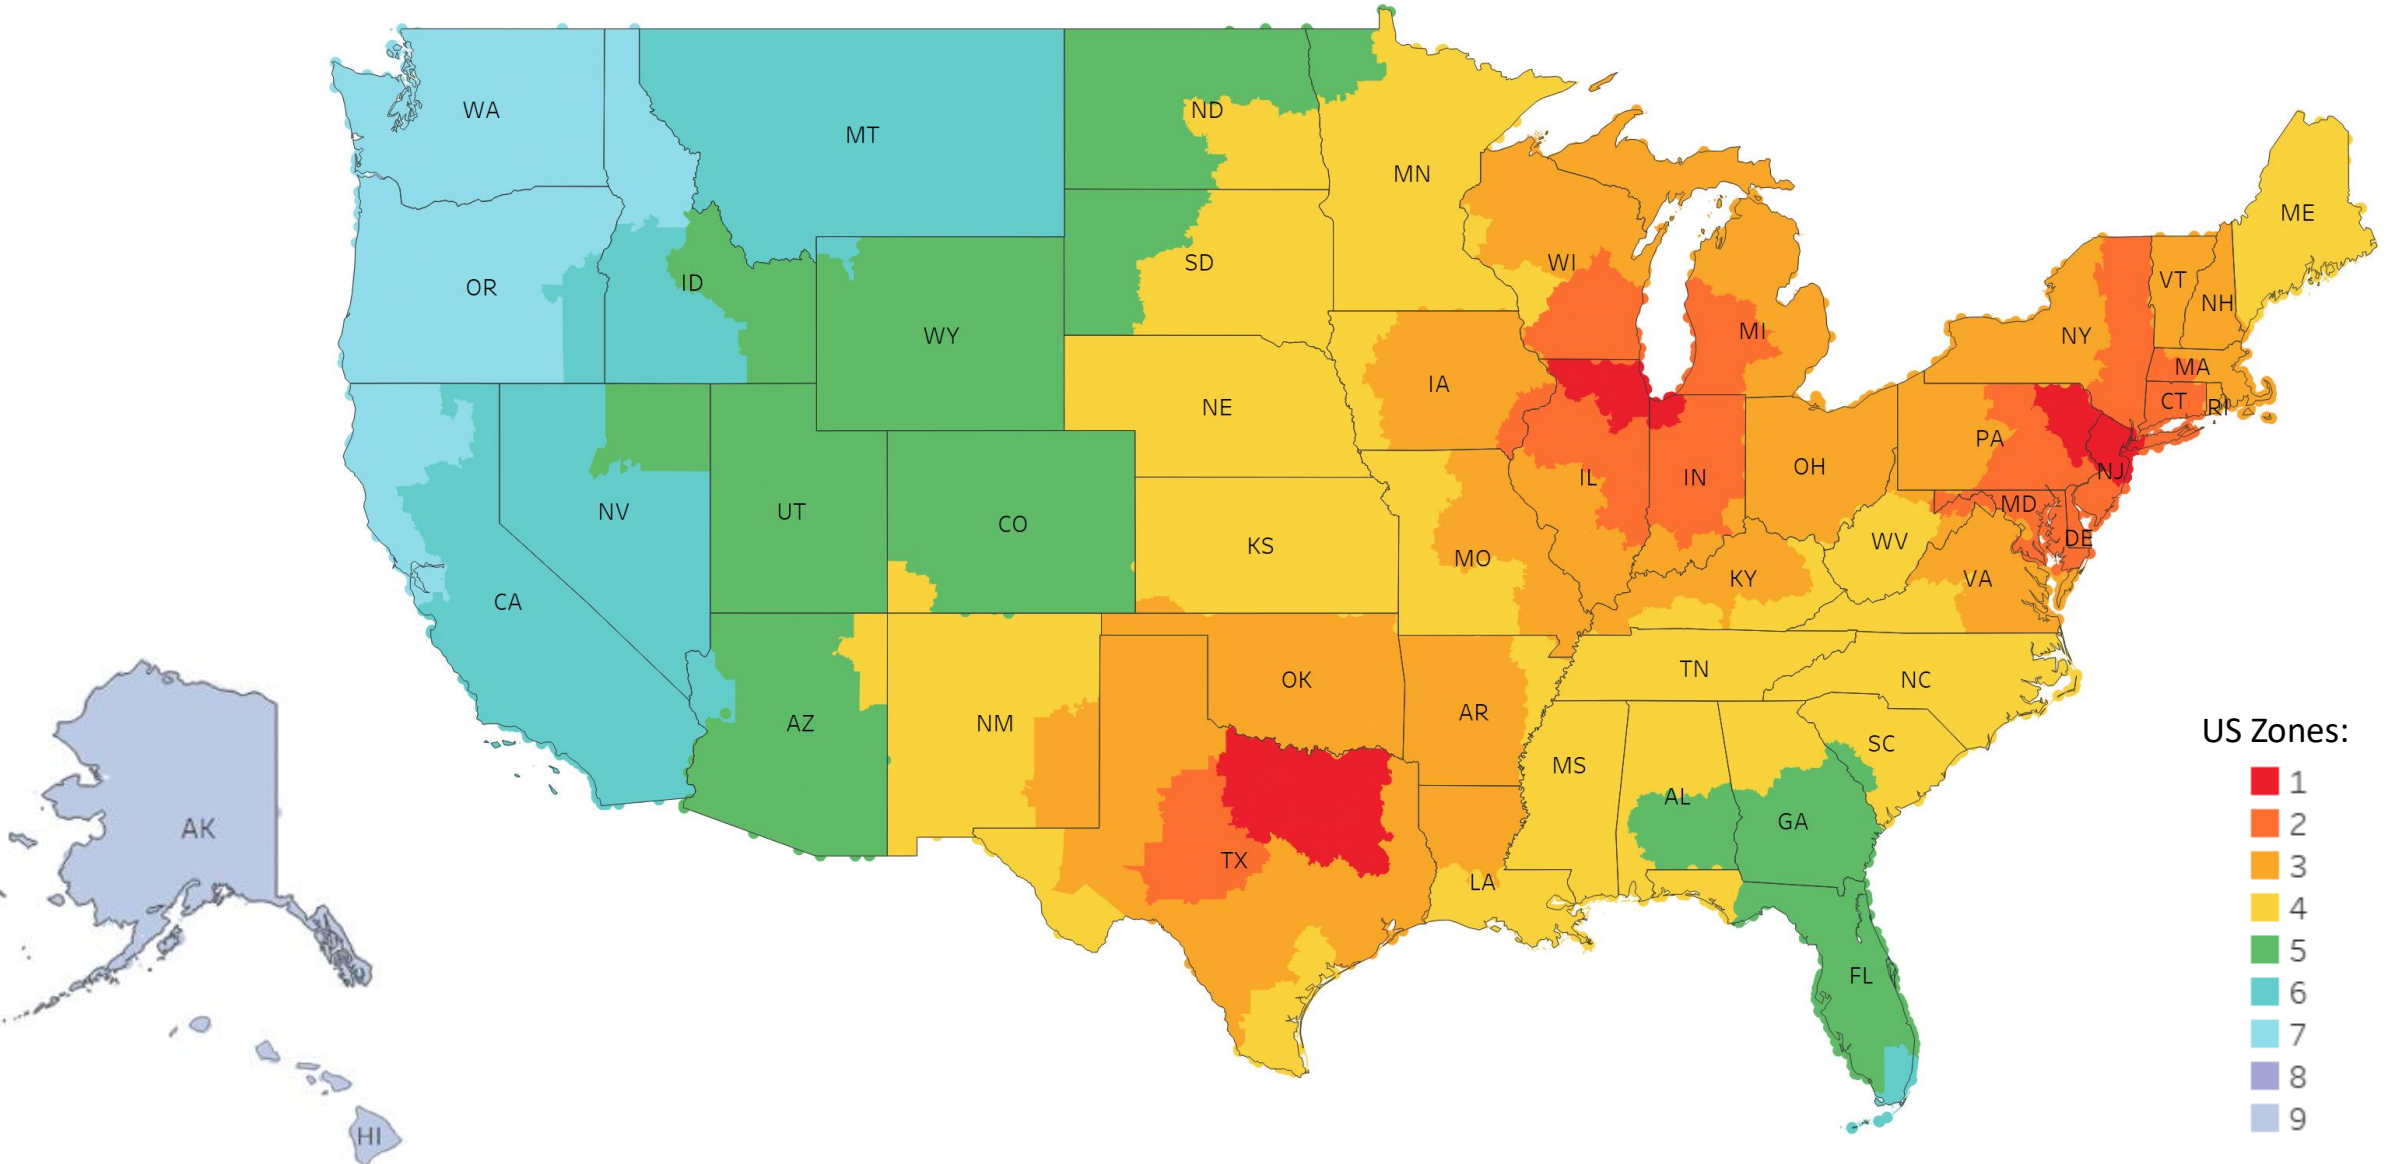 WA
MT
ND
MN
ME
OR
ID
WY
SD
WI
MI
NY
VT
NH
MA
CT
RI
NE
IA
PA
NJ
NV
UT
CO
KS
MO
IL
IN
OH
MD
DE
WV
VA
KY
CA
AZ
NM
OK
AR
TN
NC
SC
MS
AL
GA
TX
LA
FL
AK
HI
US Zones:
1
2
3
4
5
6
7
8
9